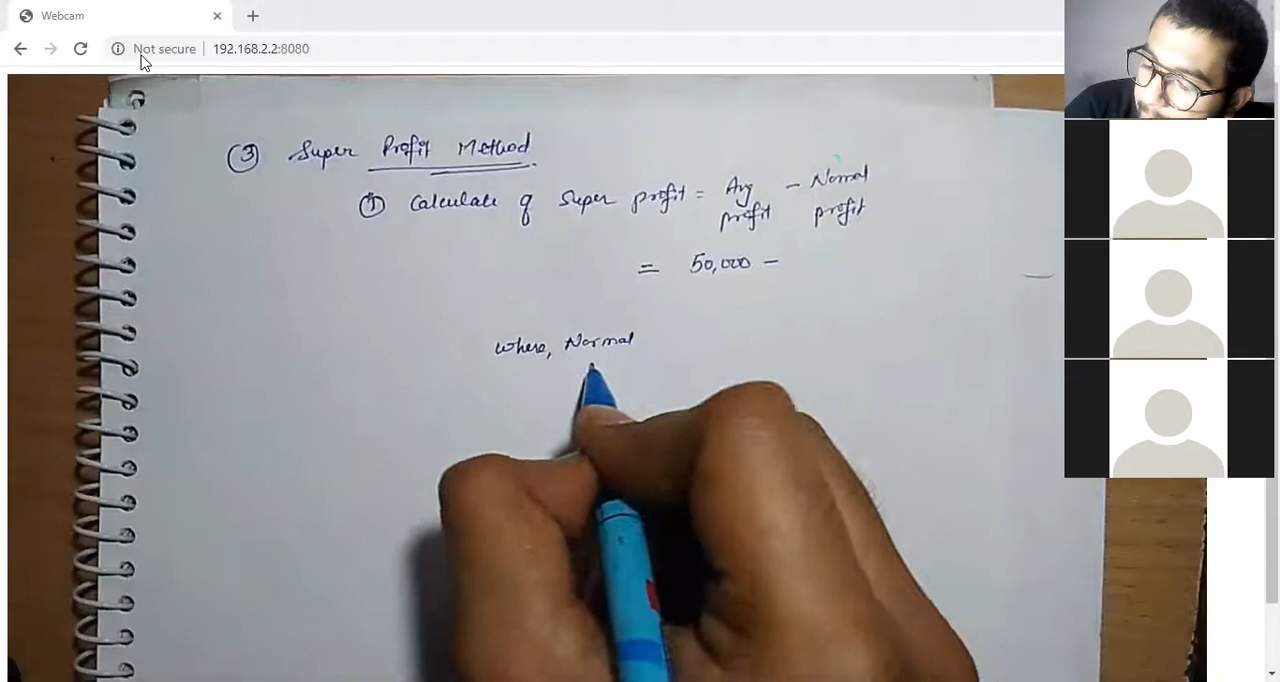 Webcam
Not secure 192.168.2.2:8080
(3) Super Profit Method
(1) Calculate of Super profit = Avg profit - Normal profit
= 50,000 -
where, Normal